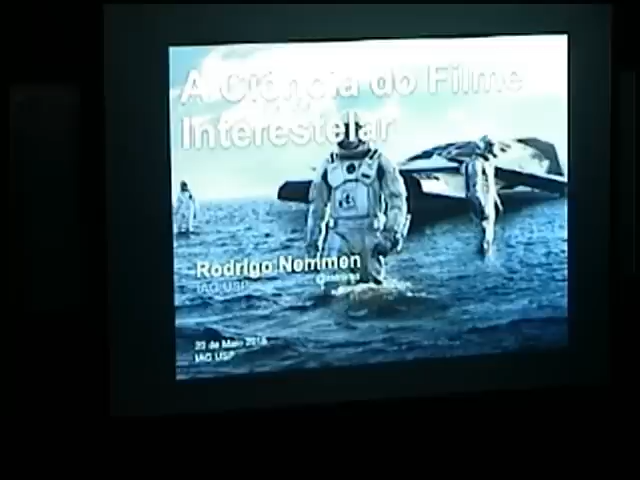 A Ciência do Filme
Interestelar
Rodrigo Nemmen
IAG USP
IAG USP